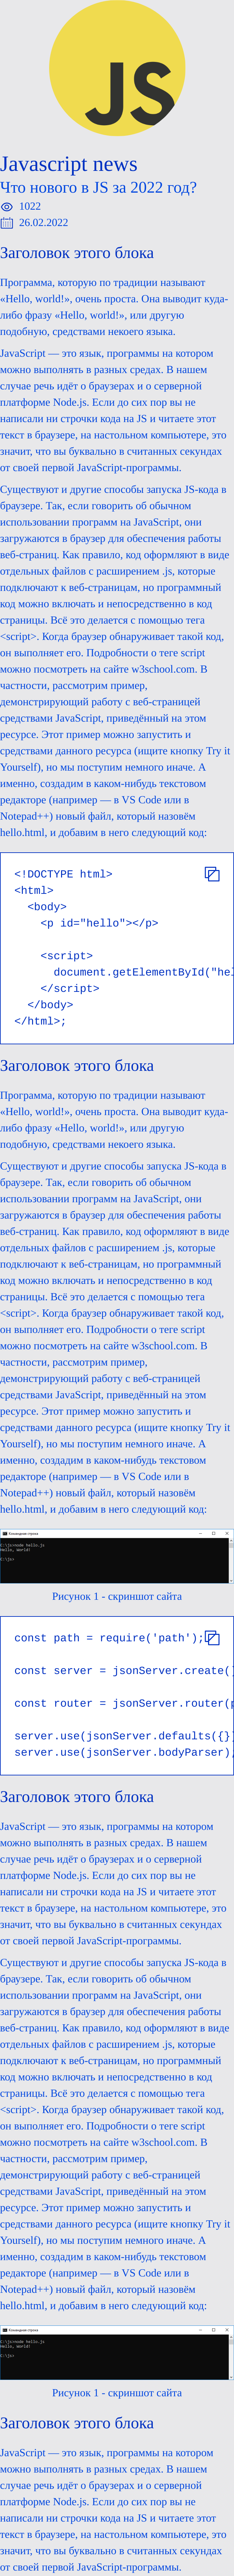 JS
Javascript news
Что нового в JS за 2022 год?
1022
26.02.2022
Заголовок этого блока
Программа, которую по традиции называют
«Hello, world!», очень проста. Она выводит куда-
либо фразу «Hello, world!», или другую
подобную, средствами некоего языка.
JavaScript — это язык, программы на котором
можно выполнять в разных средах. В нашем
случае речь идёт о браузерах и о серверной
платформе Node.js. Если до сих пор вы не
написали ни строчки кода на JS и читаете этот
текст в браузере, на настольном компьютере, это
значит, что вы буквально в считанных секундах
от своей первой JavaScript-программы.
Существуют и другие способы запуска JS-кода в
браузере. Так, если говорить об обычном
использовании программ на JavaScript, они
загружаются в браузер для обеспечения работы
веб-страниц. Как правило, код оформляют в виде
отдельных файлов с расширением .js, которые
подключают к веб-страницам, но программный
код можно включать и непосредственно в код
страницы. Всё это делается с помощью тега
<script>. Когда браузер обнаруживает такой код,
он выполняет его. Подробности о теге script
можно посмотреть на сайте w3school.com. В
частности, рассмотрим пример,
демонстрирующий работу с веб-страницей
средствами JavaScript, приведённый на этом
ресурсе. Этот пример можно запустить и
средствами данного ресурса (ищите кнопку Try it
Yourself), но мы поступим немного иначе. А
именно, создадим в каком-нибудь текстовом
редакторе (например — в VS Code или в
Notepad++) новый файл, который назовём
hello.html, и добавим в него следующий код:
<!DOCTYPE html>
<html>
<body>
<p id="hello"></p>
<script>
document.getElementById("hel
</script>
</body>
</html>;
Заголовок этого блока
Программа, которую по традиции называют
«Hello, world!», очень проста. Она выводит куда-
либо фразу «Hello, world!», или другую
подобную, средствами некоего языка.
Существуют и другие способы запуска JS-кода в
браузере. Так, если говорить об обычном
использовании программ на JavaScript, они
загружаются в браузер для обеспечения работы
веб-страниц. Как правило, код оформляют в виде
отдельных файлов с расширением .js, которые
подключают к веб-страницам, но программный
код можно включать и непосредственно в код
страницы. Всё это делается с помощью тега
<script>. Когда браузер обнаруживает такой код,
он выполняет его. Подробности о теге script
можно посмотреть на сайте w3school.com. В
частности, рассмотрим пример,
демонстрирующий работу с веб-страницей
средствами JavaScript, приведённый на этом
ресурсе. Этот пример можно запустить и
средствами данного ресурса (ищите кнопку Try it
Yourself), но мы поступим немного иначе. А
именно, создадим в каком-нибудь текстовом
редакторе (например — в VS Code или в
Notepad++) новый файл, который назовём
hello.html, и добавим в него следующий код:
Командная строка
C:\js>node hello.js
Hello, World!
C:\js>
Рисунок 1 - скриншот сайта
const path = require('path');
const server = jsonServer.create()
const router = jsonServer.router(p
server.use(jsonServer.defaults({})
server.use(jsonServer.bodyParser);
Заголовок этого блока
JavaScript — это язык, программы на котором
можно выполнять в разных средах. В нашем
случае речь идёт о браузерах и о серверной
платформе Node.js. Если до сих пор вы не
написали ни строчки кода на JS и читаете этот
текст в браузере, на настольном компьютере, это
значит, что вы буквально в считанных секундах
от своей первой JavaScript-программы.
Существуют и другие способы запуска JS-кода в
браузере. Так, если говорить об обычном
использовании программ на JavaScript, они
загружаются в браузер для обеспечения работы
веб-страниц. Как правило, код оформляют в виде
отдельных файлов с расширением .js, которые
подключают к веб-страницам, но программный
код можно включать и непосредственно в код
страницы. Всё это делается с помощью тега
<script>. Когда браузер обнаруживает такой код,
он выполняет его. Подробности о теге script
можно посмотреть на сайте w3school.com. В
частности, рассмотрим пример,
демонстрирующий работу с веб-страницей
средствами JavaScript, приведённый на этом
ресурсе. Этот пример можно запустить и
средствами данного ресурса (ищите кнопку Try it
Yourself), но мы поступим немного иначе. А
именно, создадим в каком-нибудь текстовом
редакторе (например — в VS Code или в
Notepad++) новый файл, который назовём
hello.html, и добавим в него следующий код:
Командная строка
C:\js>node hello.js
Hello, World!
C:\js>
Рисунок 1 - скриншот сайта
Заголовок этого блока
JavaScript — это язык, программы на котором
можно выполнять в разных средах. В нашем
случае речь идёт о браузерах и о серверной
платформе Node.js. Если до сих пор вы не
написали ни строчки кода на JS и читаете этот
текст в браузере, на настольном компьютере, это
значит, что вы буквально в считанных секундах
от своей первой JavaScript-программы.